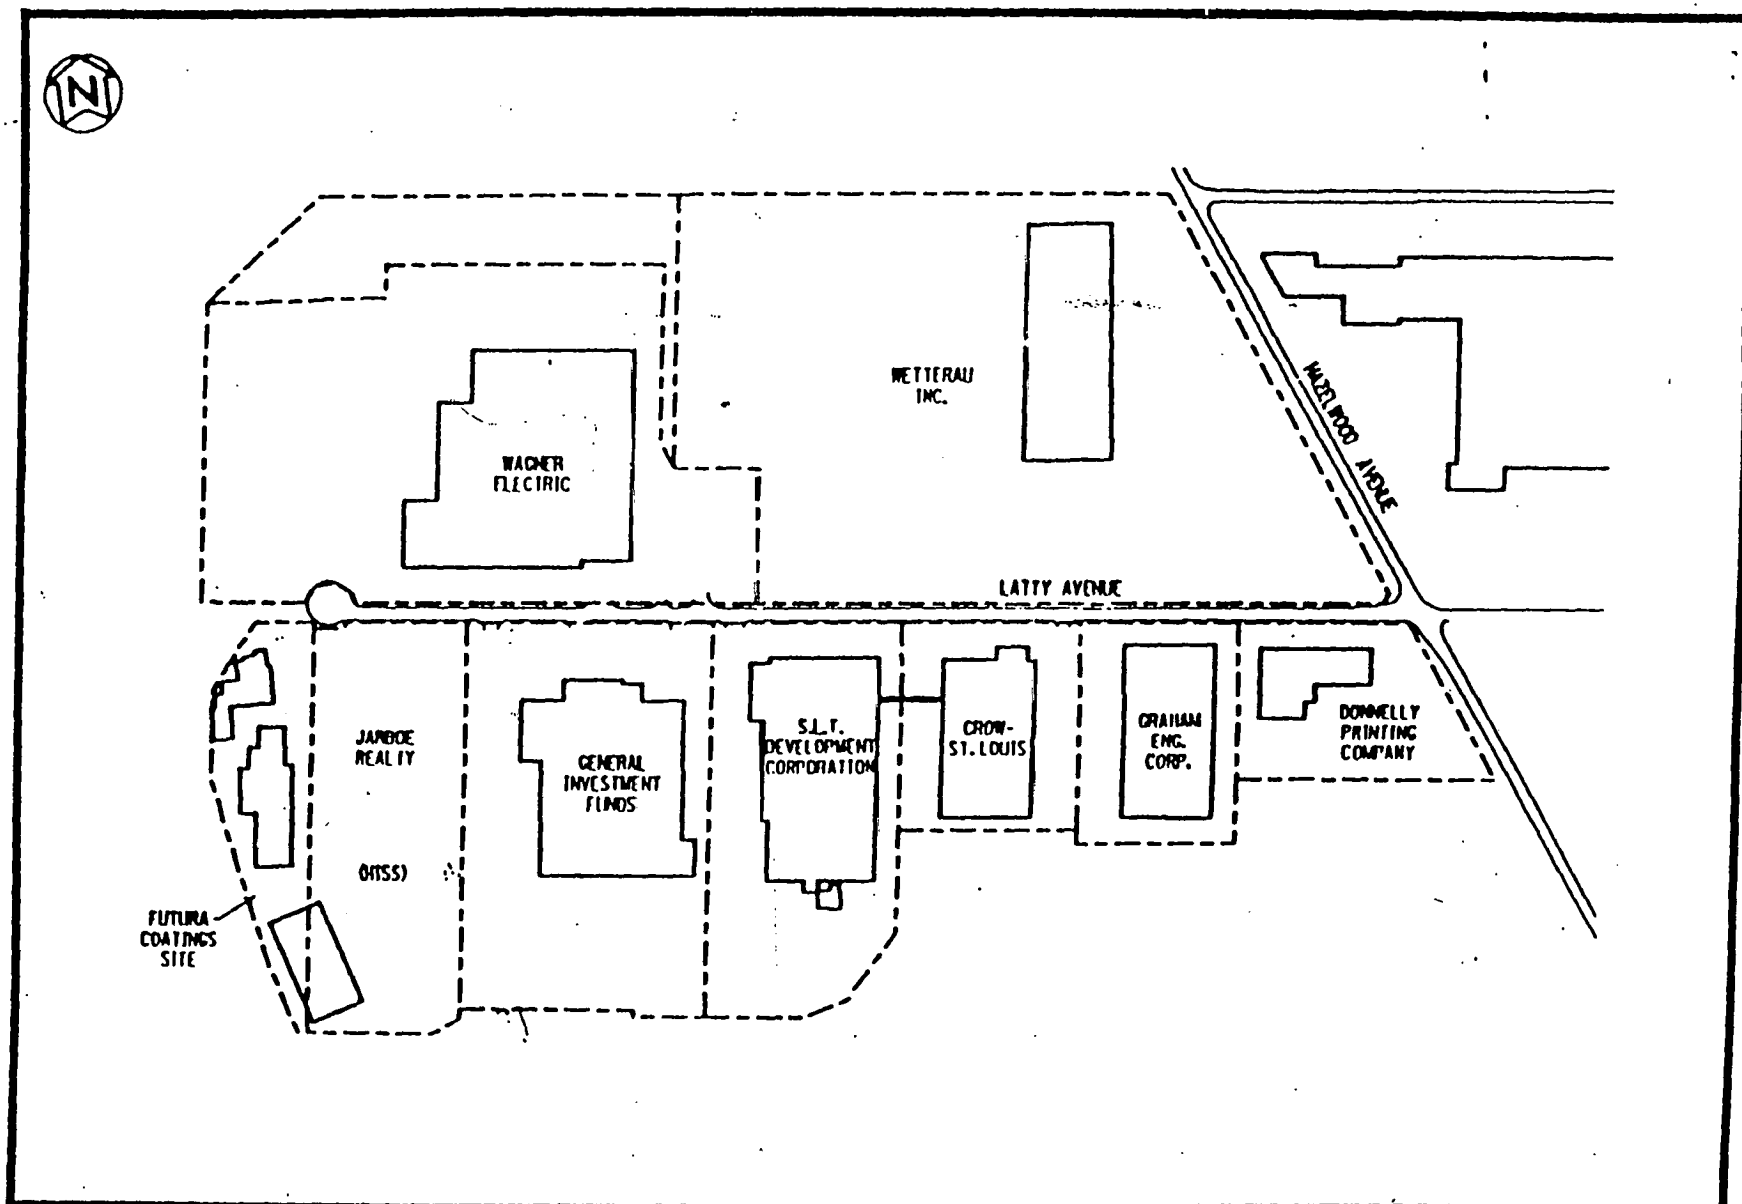 N
WETTERAU
INC.
HAZELWOOD AVENUE
WAGNER
ELECTRIC
LATTY AVENUE
JARBOE
REALTY
(HISS)
GENERAL
INVESTMENT
FUNDS
S.L.T.
DEVELOPMENT
CORPORATION
CROW-
ST. LOUIS
GRAHAM
ENG.
CORP.
DONNELLY
PRINTING
COMPANY
FUTURA
COATINGS
SITE